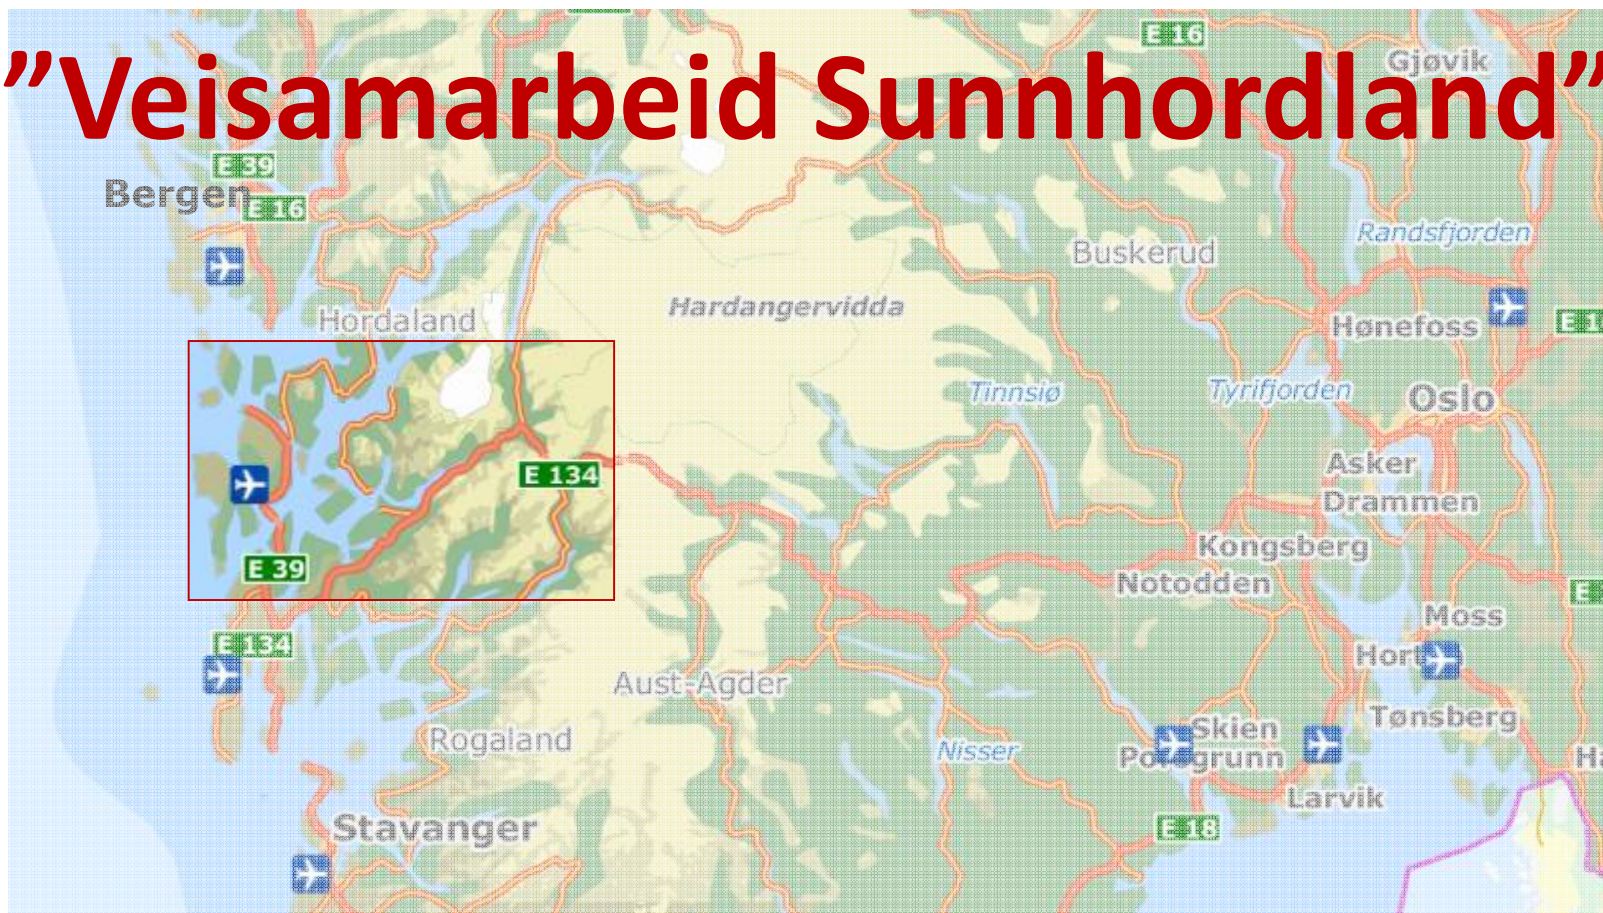 E 16
Gjøvik
”Veisamarbeid Sunnhordland”
E 39
Bergen
E 16
Randsfjorden
Buskerud
Hardangervidda
Hordaland
Hønefoss
Tinnsjø
Tyrifjorden
Oslo
E 134
Asker
Drammen
Kongsberg
E 39
Notodden
Moss
E 134
Aust-Agder
Tønsberg
Rogaland
Nisser
Skien
Porsgrunn
Larvik
Stavanger
E 18